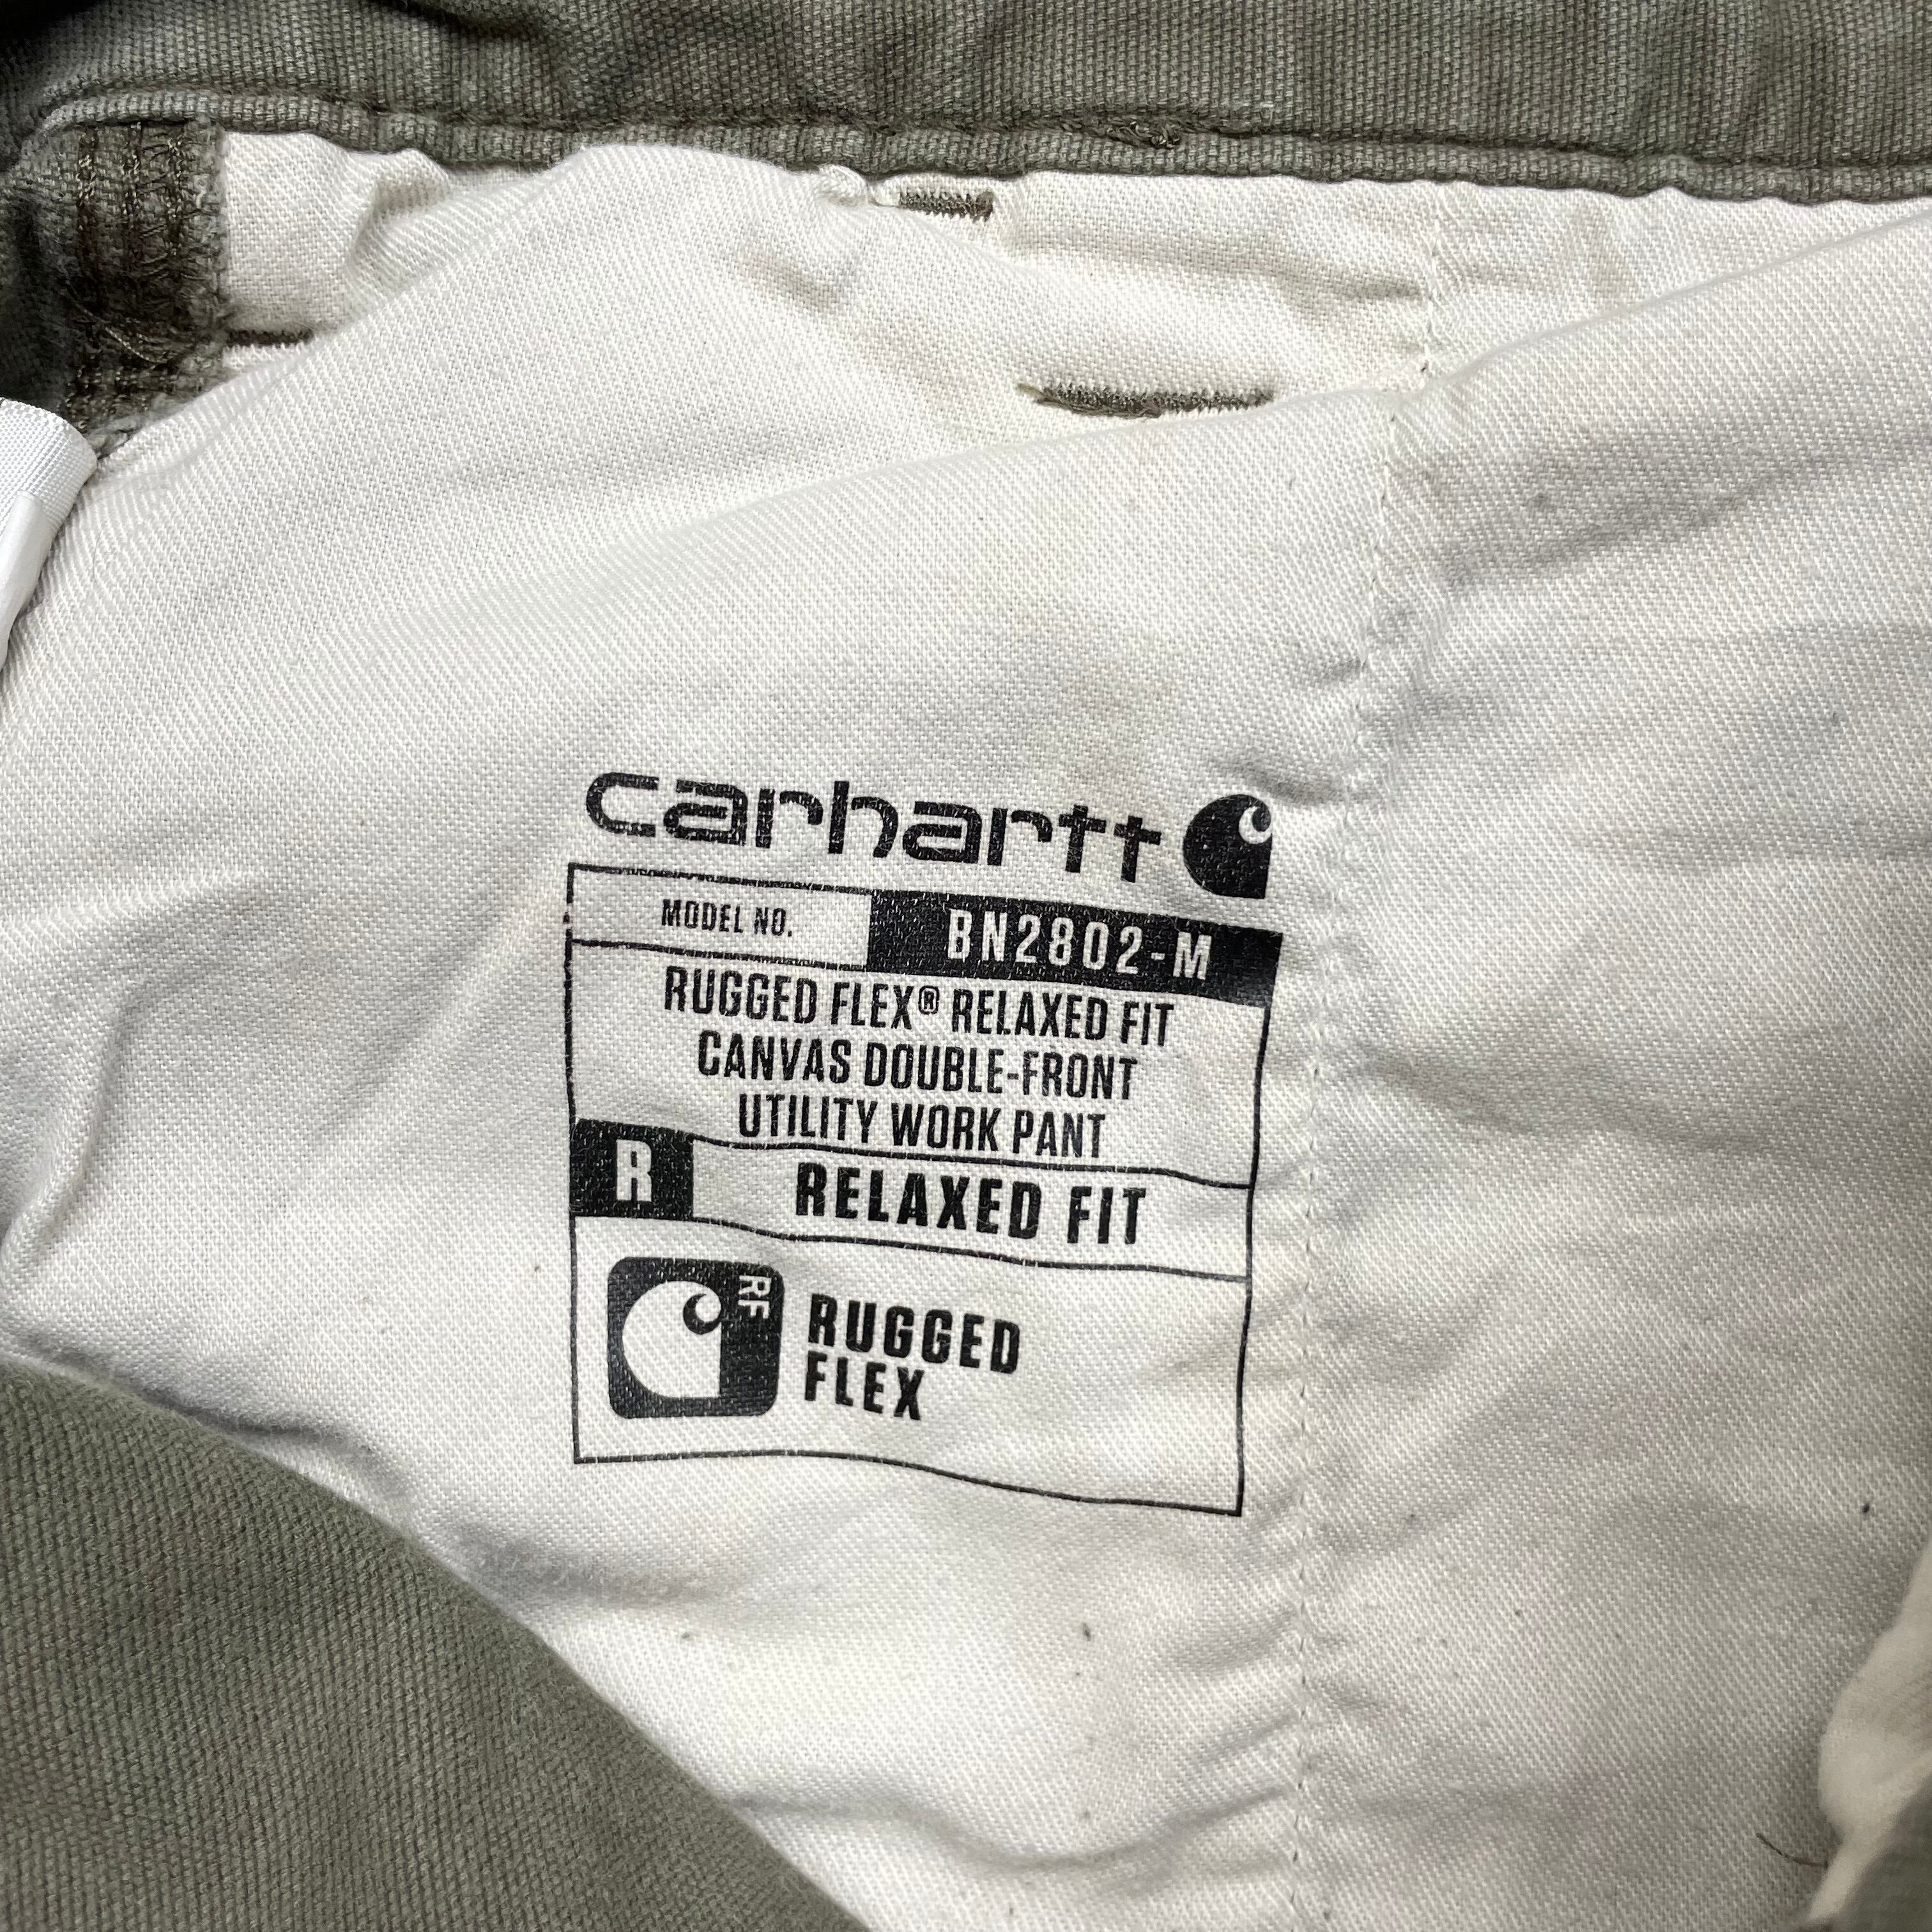 carhartt
MODEL NO. BN2802-M
RUGGED FLEX® RELAXED FIT
CANVAS DOUBLE-FRONT
UTILITY WORK PANT
R RELAXED FIT
RF
RUGGED
FLEX